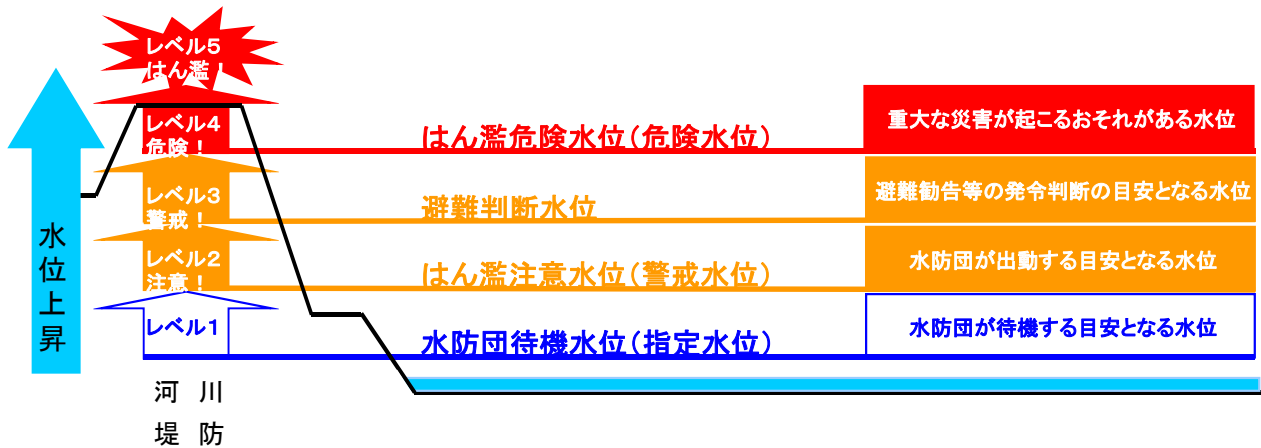 レベル5
はん濫！
レベル4
危険！
はん濫危険水位（危険水位）
重大な災害が起こるおそれがある水位
レベル3
警戒！
避難判断水位
避難勧告等の発令判断の目安となる水位
レベル2
注意！
はん濫注意水位（警戒水位）
水防団が出動する目安となる水位
レベル1
水防団待機水位（指定水位）
水防団が待機する目安となる水位
水位上昇
河川
堤防